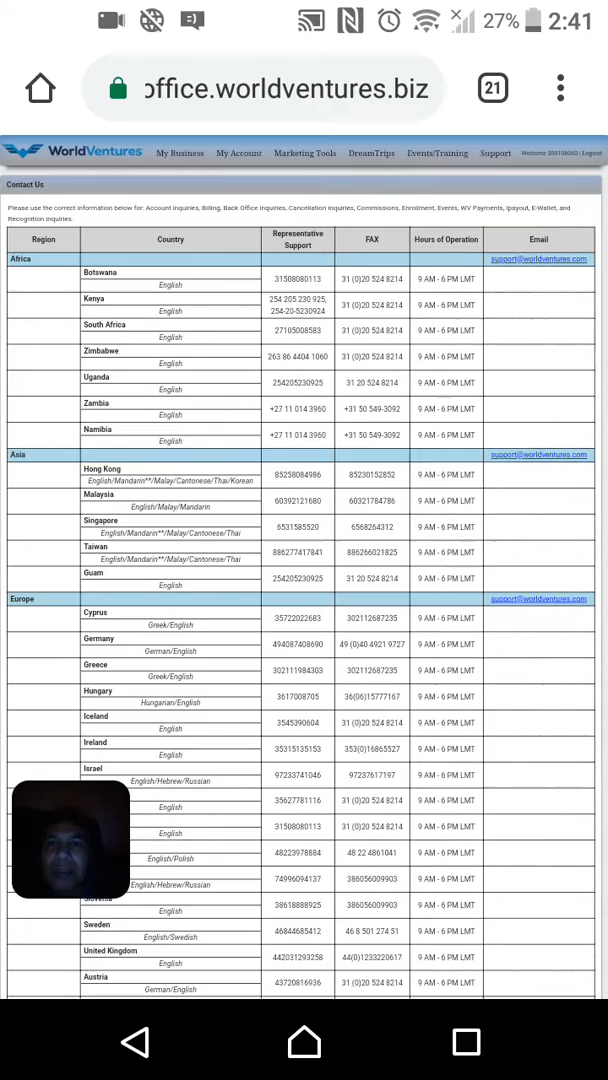 27% 2:41
office.worldventures.biz 21
WorldVentures My Business My Account Marketing Tools DreamTrips Events/Training Support Welcome 300156060 | Logout
Contact Us
Please use the correct information below for: Account inquiries, Billing, Back Office inquiries, Cancellation inquiries, Commissions, Enrollment, Events, WV Payments, Ipayout, E-Wallet, and
Recognition inquiries.
Region Country Representative Support FAX Hours of Operation Email
Africa support@worldventures.com
Botswana
English 31508080113 31 (0)20 524 8214 9 AM - 6 PM LMT
Kenya
English 254 205 230 925, 254-20-5230924 31 (0)20 524 8214 9 AM - 6 PM LMT
South Africa
English 27105008583 31 (0)20 524 8214 9 AM - 6 PM LMT
Zimbabwe
English 263 86 4404 1060 31 (0)20 524 8214 9 AM - 6 PM LMT
Uganda
English 254205230925 31 20 524 8214 9 AM - 6 PM LMT
Zambia
English +27 11 014 3960 +31 50 549-3092 9 AM - 6 PM LMT
Namibia
English +27 11 014 3960 +31 50 549-3092 9 AM - 6 PM LMT
Asia support@worldventures.com
Hong Kong
English/Mandarin**/Malay/Cantonese/Thai/Korean 85258084986 85230152852 9 AM - 6 PM LMT
Malaysia
English/Malay/Mandarin 60392121680 60321784786 9 AM - 6 PM LMT
Singapore
English/Mandarin**/Malay/Cantonese/Thai 6531585520 6568264312 9 AM - 6 PM LMT
Taiwan
English/Mandarin**/Malay/Cantonese/Thai 886277417841 886266021825 9 AM - 6 PM LMT
Guam
English 254205230925 31 20 524 8214 9 AM - 6 PM LMT
Europe support@worldventures.com
Cyprus
Greek/English 35722022683 302112687235 9 AM - 6 PM LMT
Germany
German/English 494087408690 49 (0)40 4921 9727 9 AM - 6 PM LMT
Greece
Greek/English 302111984303 302112687235 9 AM - 6 PM LMT
Hungary
Hungarian/English 3617008705 36(06)15777167 9 AM - 6 PM LMT
Iceland
English 3545390604 31 (0)20 524 8214 9 AM - 6 PM LMT
Ireland
English 35315135153 353(0)16865527 9 AM - 6 PM LMT
Israel
English/Hebrew/Russian 97233741046 97237617197 9 AM - 6 PM LMT
English 35627781116 31 (0)20 524 8214 9 AM - 6 PM LMT
English 31508080113 31 (0)20 524 8214 9 AM - 6 PM LMT
English/Polish 48223978884 48 22 4861041 9 AM - 6 PM LMT
English/Hebrew/Russian 74996094137 386056009903 9 AM - 6 PM LMT
Slovenia
English 38618888925 386056009903 9 AM - 6 PM LMT
Sweden
English/Swedish 46844685412 46 8 501 274 51 9 AM - 6 PM LMT
United Kingdom
English 442031293258 44(0)1233220617 9 AM - 6 PM LMT
Austria
German/English 43720816936 31 (0)20 524 8214 9 AM - 6 PM LMT